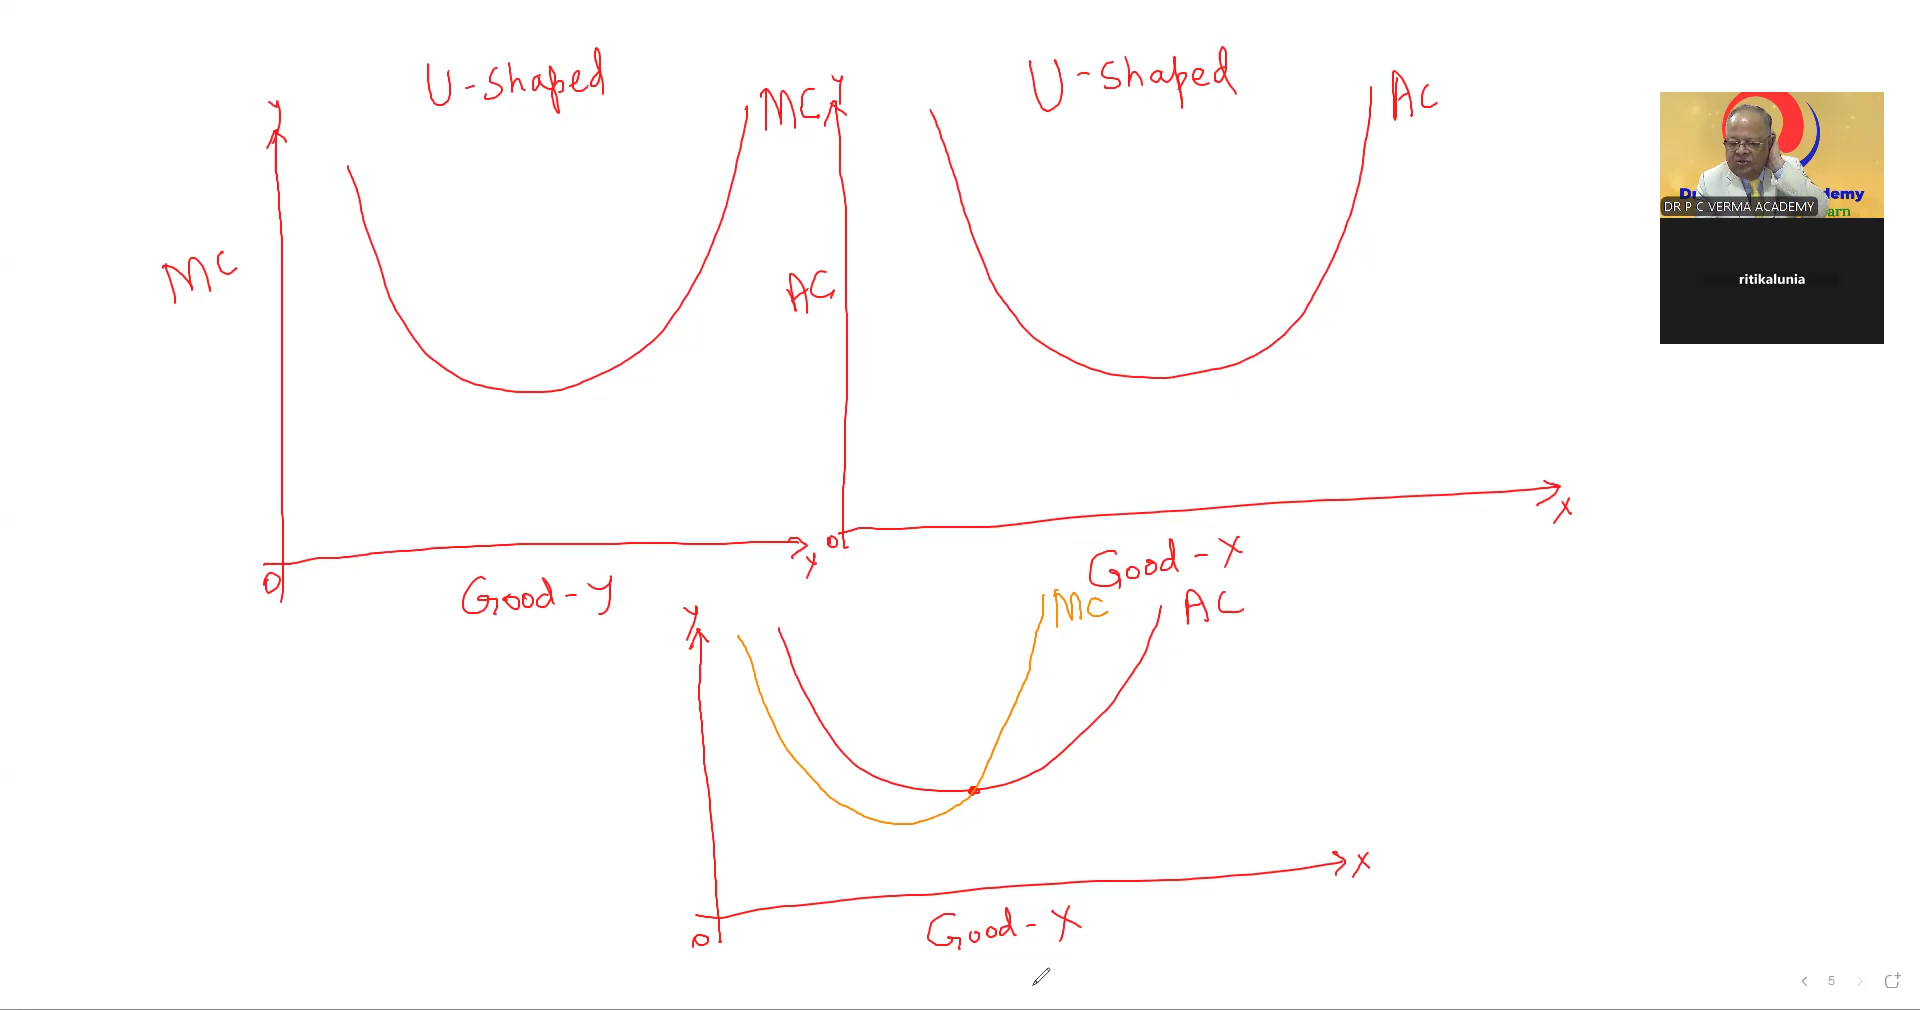 U-shaped
U-shaped
Y
MC
Y
AC
MC
AC
O
Y
Good-Y
O
X
Good-X
Y
MC
AC
X
O
Good-X
DR P C VERMA ACADEMY
ritikalunia
5